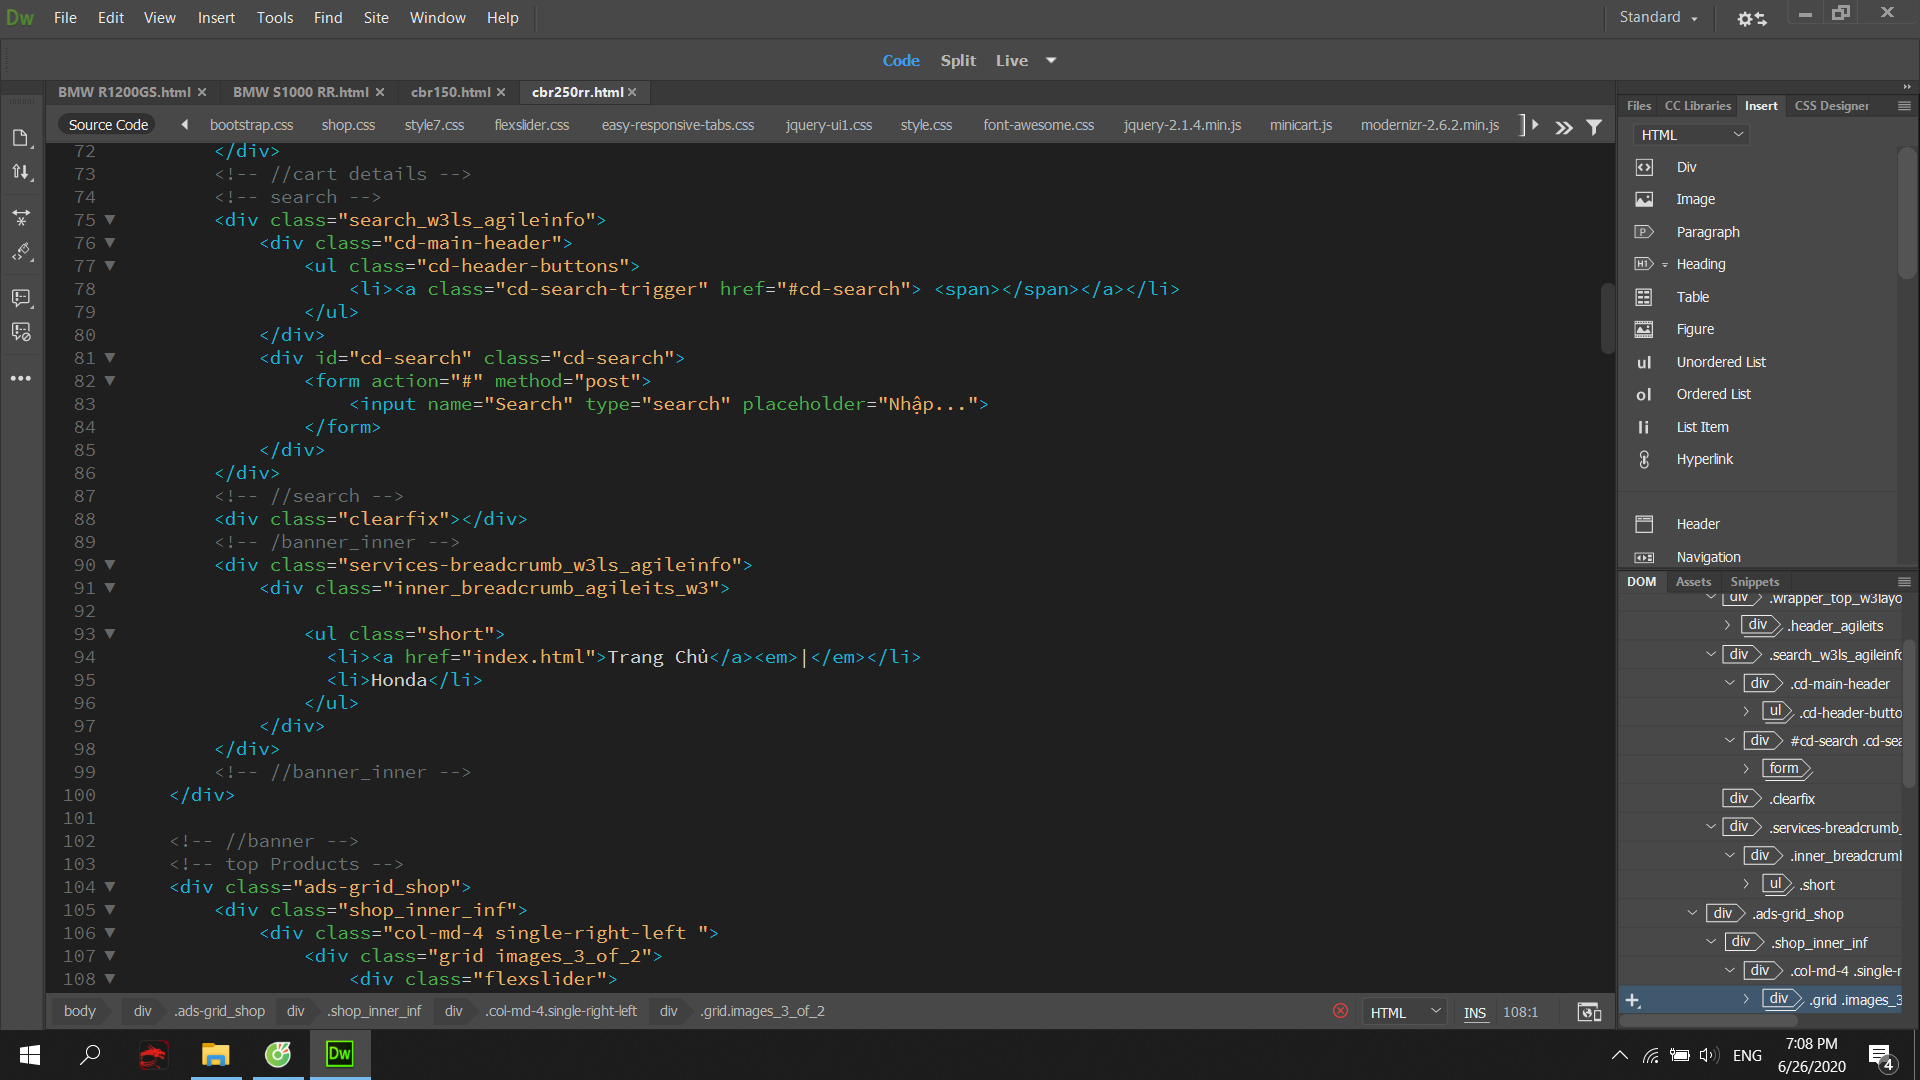 Dw File Edit View Insert Tools Find Site Window Help Standard
Code Split Live
BMW R1200GS.html BMW S1000 RR.html cbr150.html cbr250rr.html
Source Code bootstrap.css shop.css style7.css flexslider.css easy-responsive-tabs.css jquery-ui1.css style.css font-awesome.css jquery-2.1.4.min.js minicart.js modernizr-2.6.2.min.js
72 </div>
73 <!-- //cart details -->
74 <!-- search -->
75 <div class="search_w3ls_agileinfo">
76 <div class="cd-main-header">
77 <ul class="cd-header-buttons">
78 <li><a class="cd-search-trigger" href="#cd-search"> <span></span></a></li>
79 </ul>
80 </div>
81 <div id="cd-search" class="cd-search">
82 <form action="#" method="post">
83 <input name="Search" type="search" placeholder="Nhập...">
84 </form>
85 </div>
86 </div>
87 <!-- //search -->
88 <div class="clearfix"></div>
89 <!-- /banner_inner -->
90 <div class="services-breadcrumb_w3ls_agileinfo">
91 <div class="inner_breadcrumb_agileits_w3">
92
93 <ul class="short">
94 <li><a href="index.html">Trang Chủ</a><em>|</em></li>
95 <li>Honda</li>
96 </ul>
97 </div>
98 </div>
99 <!-- //banner_inner -->
100 </div>
101
102 <!-- //banner -->
103 <!-- top Products -->
104 <div class="ads-grid_shop">
105 <div class="shop_inner_inf">
106 <div class="col-md-4 single-right-left ">
107 <div class="grid images_3_of_2">
108 <div class="flexslider">
body div .ads-grid_shop div .shop_inner_inf div .col-md-4.single-right-left div .grid.images_3_of_2 HTML INS 108:1
Files CC Libraries Insert CSS Designer
HTML
Div
Image
P Paragraph
H1 Heading
Table
Figure
ul Unordered List
ol Ordered List
li List Item
Hyperlink
Header
Navigation
DOM Assets Snippets
div .wrapper_top_w3layo
div .header_agileits
div .search_w3ls_agileinfo
div .cd-main-header
ul .cd-header-butto
div #cd-search .cd-sea
form
div .clearfix
div .services-breadcrumb_
div .inner_breadcrumb
ul .short
div .ads-grid_shop
div .shop_inner_inf
div .col-md-4 .single-r
div .grid .images_3
Dw ENG 7:08 PM
6/26/2020 4